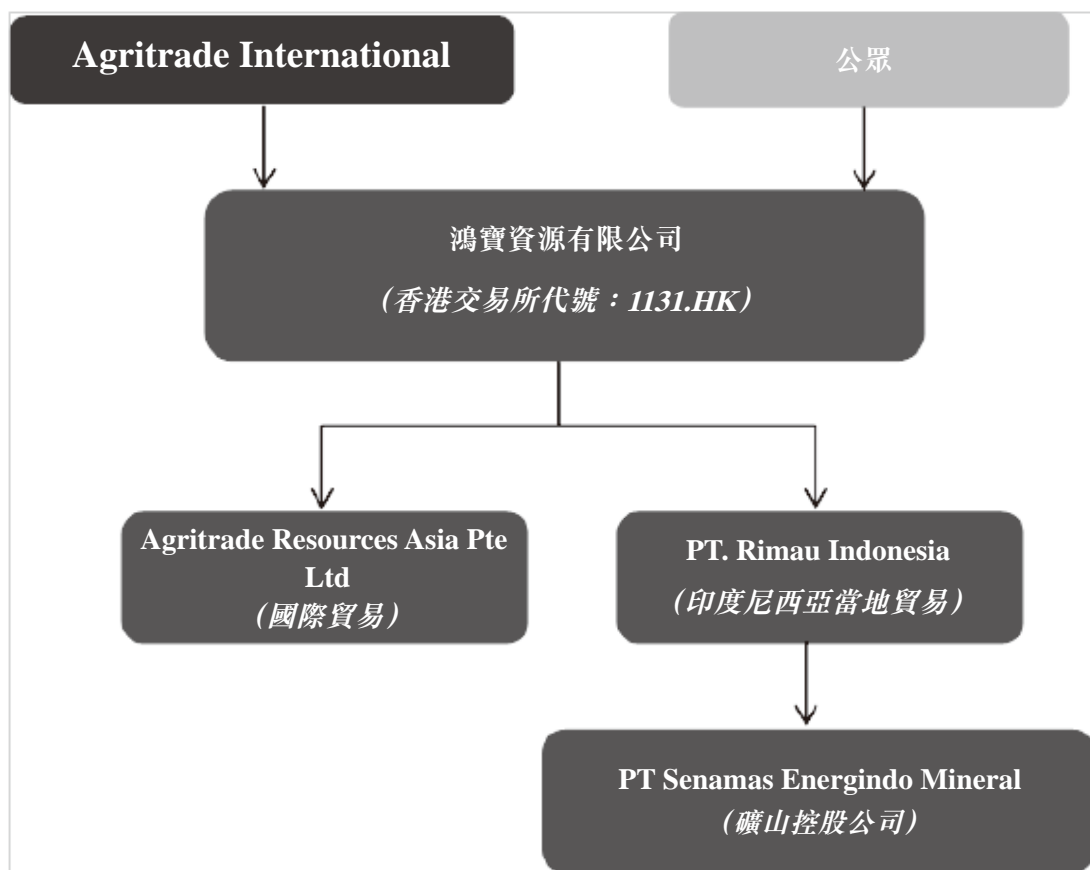 Agritrade International
公眾
鴻寶資源有限公司
(香港交易所代號：1131.HK)
Agritrade Resources Asia Pte
Ltd
(國際貿易)
PT. Rimau Indonesia
(印度尼西亞當地貿易)
PT Senamas Energindo Mineral
(礦山控股公司)